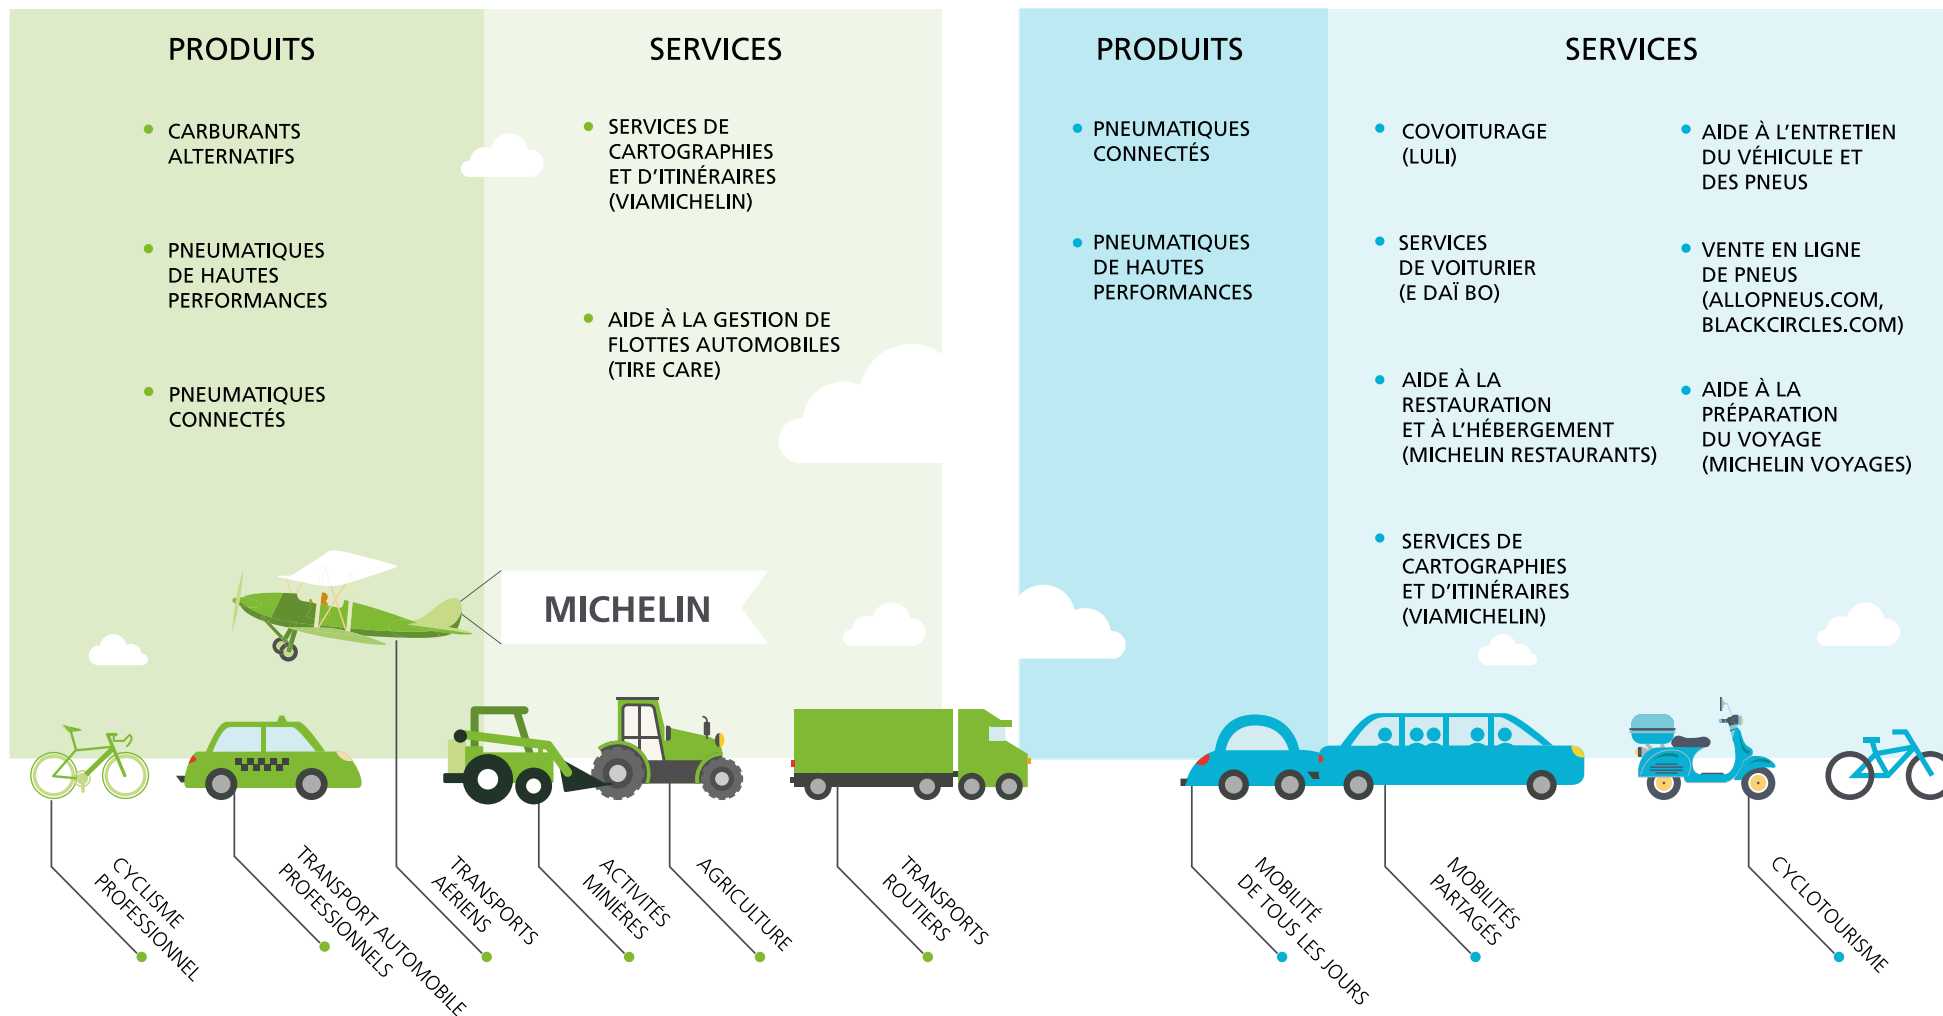 PRODUITS
CARBURANTS
ALTERNATIFS
PNEUMATIQUES
DE HAUTES
PERFORMANCES
PNEUMATIQUES
CONNECTÉS
SERVICES
SERVICES DE
CARTOGRAPHIES
ET D'ITINÉRAIRES
(VIAMICHELIN)
AIDE À LA GESTION DE
FLOTTES AUTOMOBILES
(TIRE CARE)
PRODUITS
PNEUMATIQUES
CONNECTÉS
PNEUMATIQUES
DE HAUTES
PERFORMANCES
SERVICES
COVOITURAGE
(LULI)
SERVICES
DE VOITURIER
(E DAÏ BO)
AIDE À LA
RESTAURATION
ET À L'HÉBERGEMENT
(MICHELIN RESTAURANTS)
SERVICES DE
CARTOGRAPHIES
ET D'ITINÉRAIRES
(VIAMICHELIN)
AIDE À L'ENTRETIEN
DU VÉHICULE ET
DES PNEUS
VENTE EN LIGNE
DE PNEUS
(ALLOPNEUS.COM,
BLACKCIRCLES.COM)
AIDE À LA
PRÉPARATION
DU VOYAGE
(MICHELIN VOYAGES)
MICHELIN
CYCLISME
PROFESSIONNEL
TRANSPORT AUTOMOBILE
PROFESSIONNELS
TRANSPORTS
AÉRIENS
ACTIVITÉS
MINIÈRES
AGRICULTURE
TRANSPORTS
ROUTIERS
MOBILITÉ
DE TOUS LES JOURS
MOBILITÉS
PARTAGÉS
CYCLOTOURISME